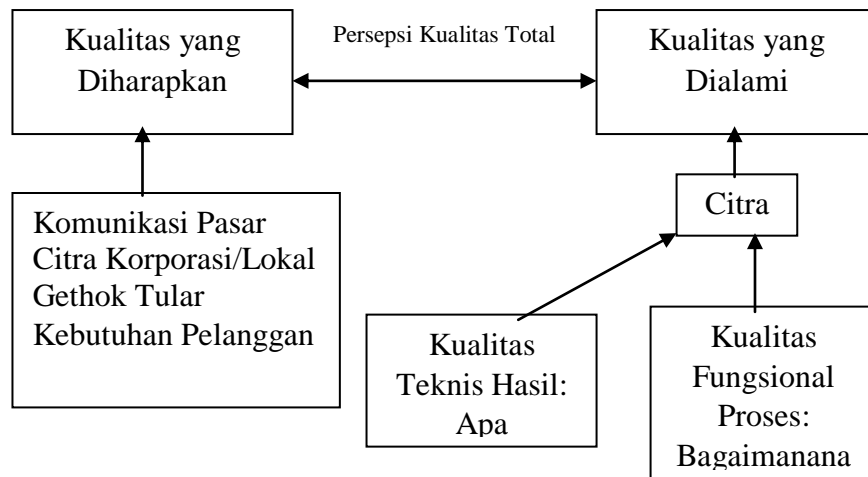 Kualitas yang
Diharapkan
Persepsi Kualitas Total
Kualitas yang
Dialami
Komunikasi Pasar
Citra Korporasi/Lokal
Gethok Tular
Kebutuhan Pelanggan
Citra
Kualitas
Teknis Hasil:
Apa
Kualitas
Fungsional
Proses:
Bagaimanana